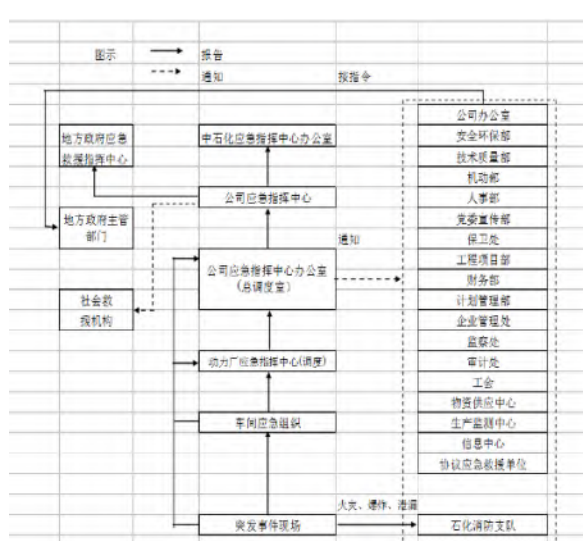 图示
报告
通知
按指令
公司办公室
安全环保部
技术质量部
机动部
人事部
党委宣传部
保卫处
工程项目部
财务部
计划管理部
企业管理处
监察处
审计处
工会
物资供应中心
生产监测中心
信息中心
协议应急救援单位
石化消防支队
地方政府应急
救援指挥中心
中石化应急指挥中心办公室
公司应急指挥中心
地方政府主管
部门
通知
公司应急指挥中心办公室
(总调度室)
社会救
援机构
动力厂应急指挥中心(调度)
车间应急组织
火灾、爆炸、泄漏
突发事件现场